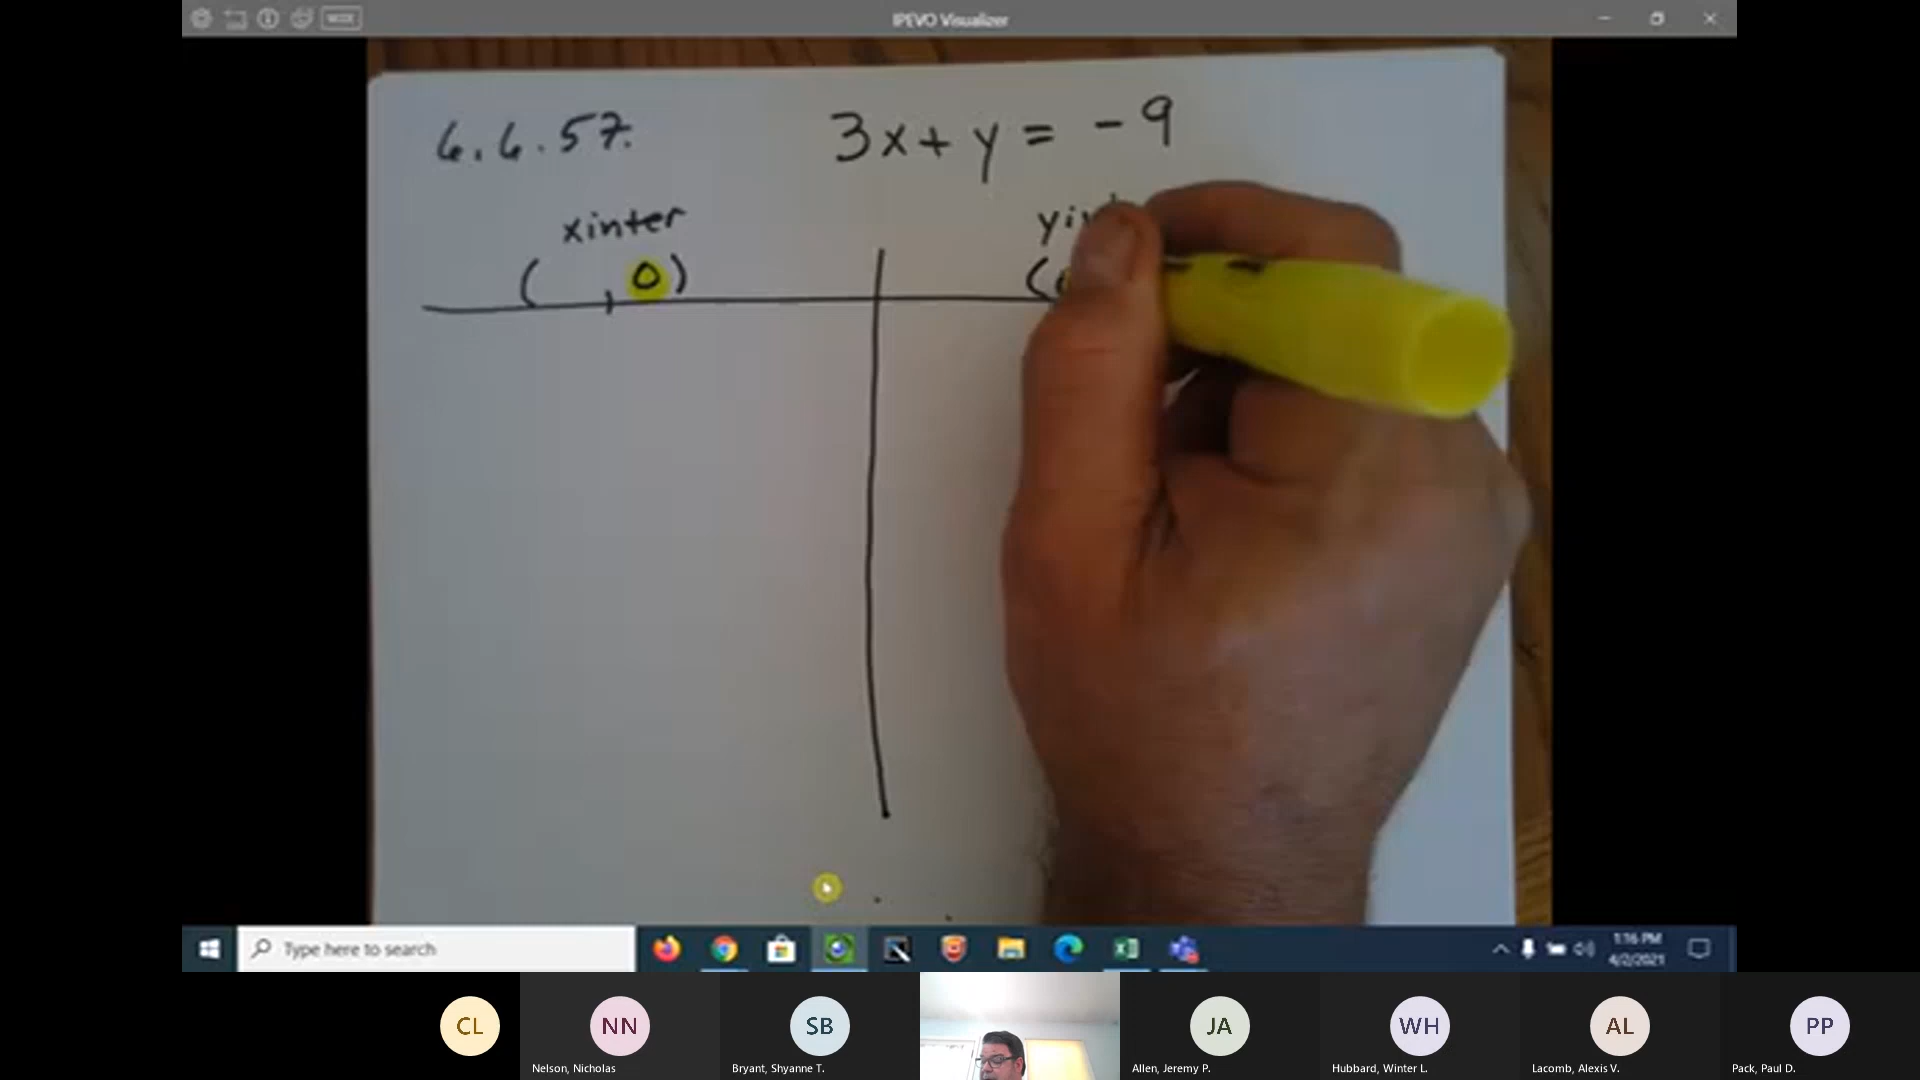 IPEVO Visualizer
6.6.57. 3x + y = -9
xinter
( , 0)
Type here to search
1:16 PM
4/2/2021
CL NN SB JA WH AL PP
Nelson, Nicholas Bryant, Shyanne T. Allen, Jeremy P. Hubbard, Winter L. Lacomb, Alexis V. Pack, Paul D.